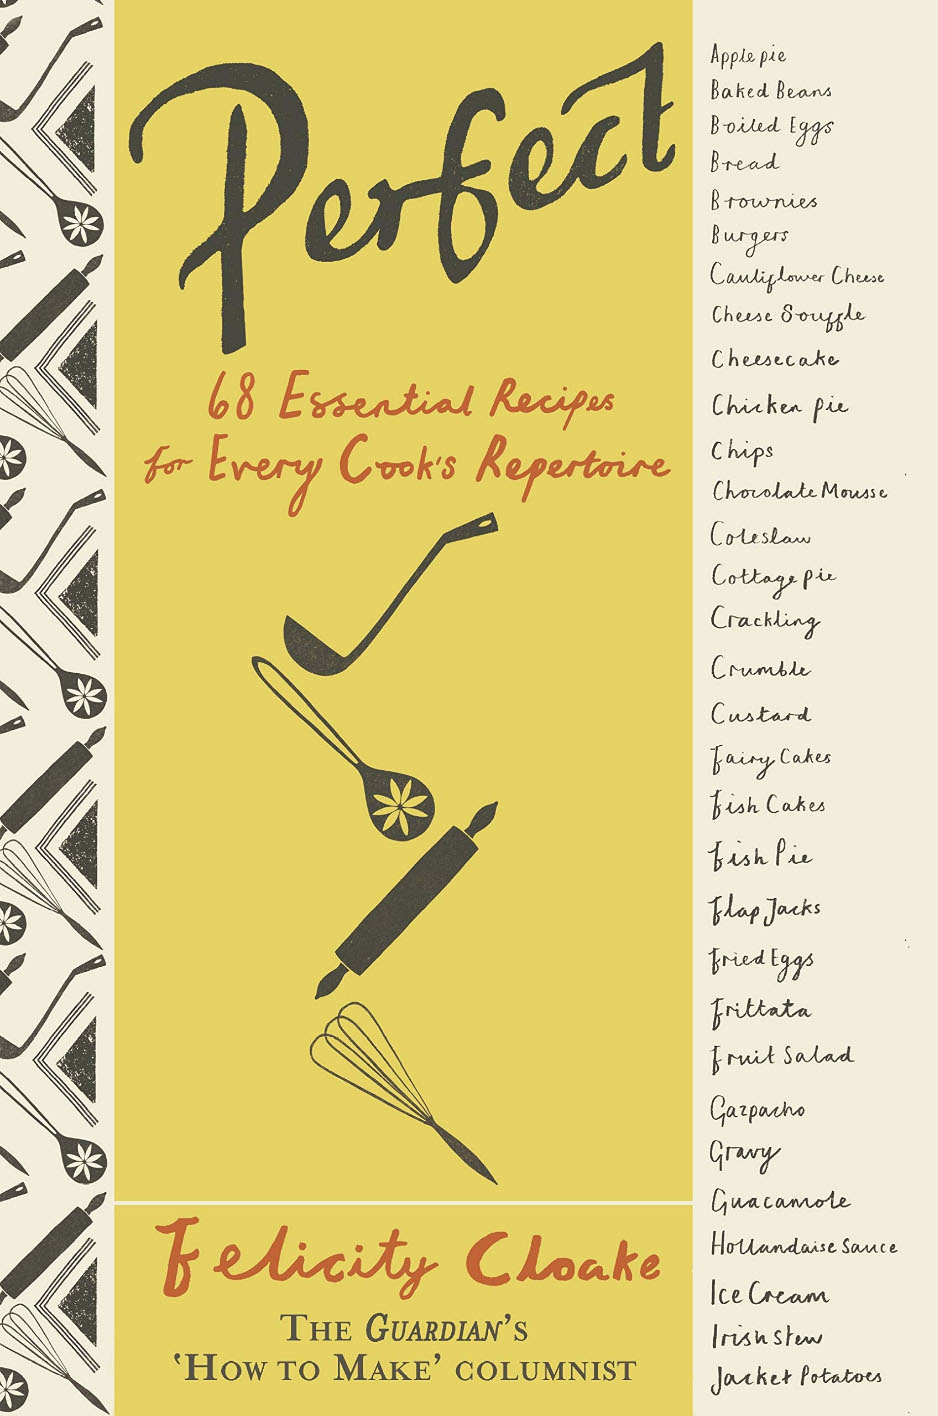 Perfect
68 Essential Recipes
for Every Cook's Repertoire
Felicity Cloake
THE GUARDIAN'S
'HOW TO MAKE' COLUMNIST
Apple pie
Baked Beans
Boiled Eggs
Bread
Brownies
Burgers
Cauliflower Cheese
Cheese Souffle
Cheesecake
Chicken pie
Chips
Chocolate Mousse
Coleslaw
Cottage pie
Crackling
Crumble
Custard
Fairy Cakes
Fish Cakes
Fish Pie
Flap Jacks
Fried Eggs
Frittata
Fruit Salad
Gazpacho
Gravy
Guacamole
Hollandaise Sauce
Ice Cream
Irish Stew
Jacket Potatoes